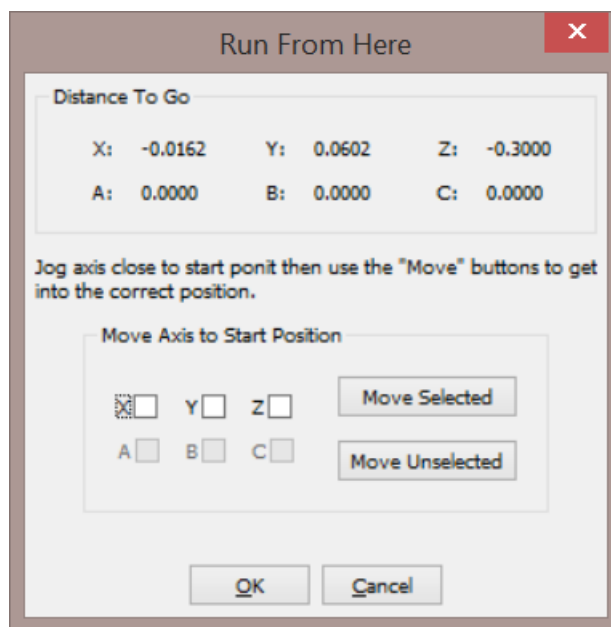 Run From Here
Distance To Go
X: -0.0162 Y: 0.0602 Z: -0.3000
A: 0.0000 B: 0.0000 C: 0.0000
Jog axis close to start ponit then use the "Move" buttons to get
into the correct position.
Move Axis to Start Position
X Y Z Move Selected
A B C Move Unselected
OK Cancel